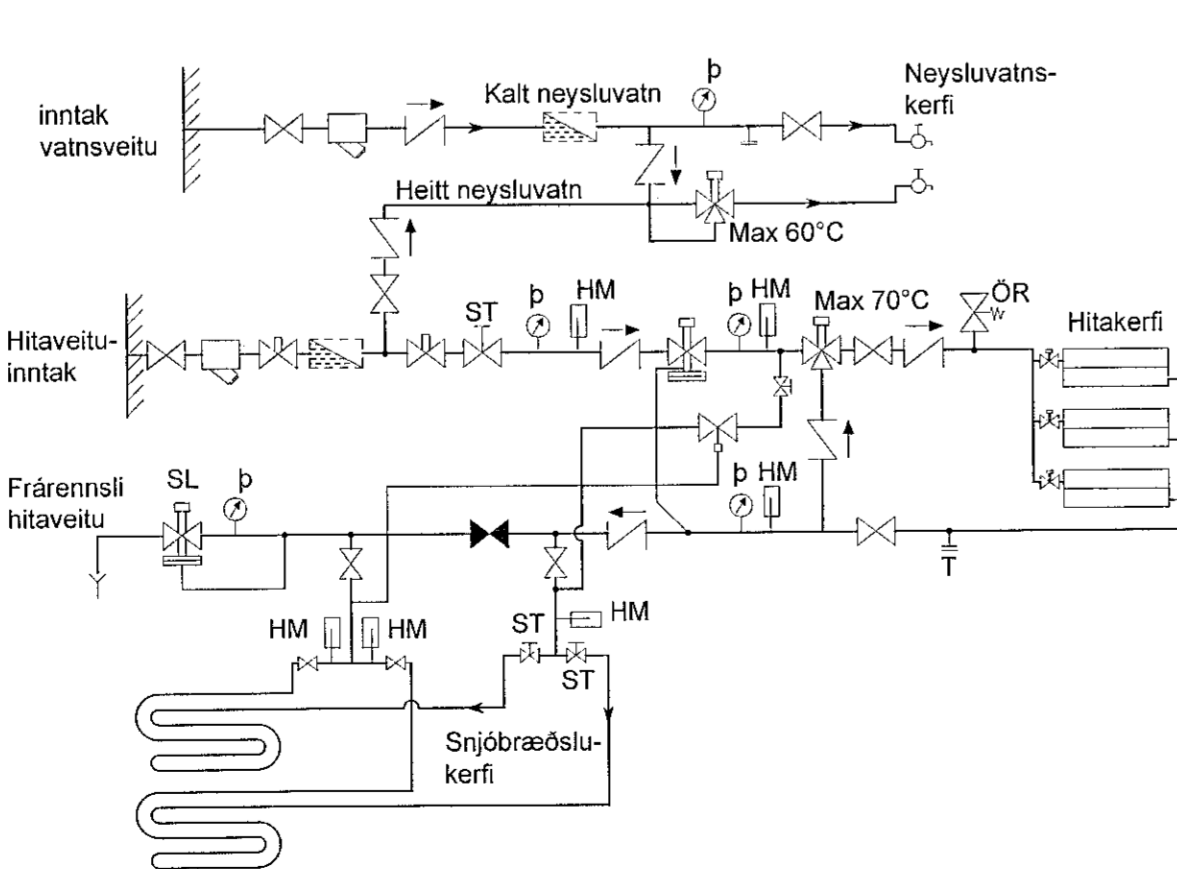 inntak
vatnsveitu
Kalt neysluvatn
þ
Neysluvatns-
kerfi
Heitt neysluvatn
Max 60°C
Hitaveitu-
inntak
ST
þ
HM
þ
HM
Max 70°C
ÖR
W
Hitakerfi
Frárennsli
hitaveitu
SL
þ
þ
HM
T
HM
HM
ST
HM
ST
Snjóbræðslu-
kerfi